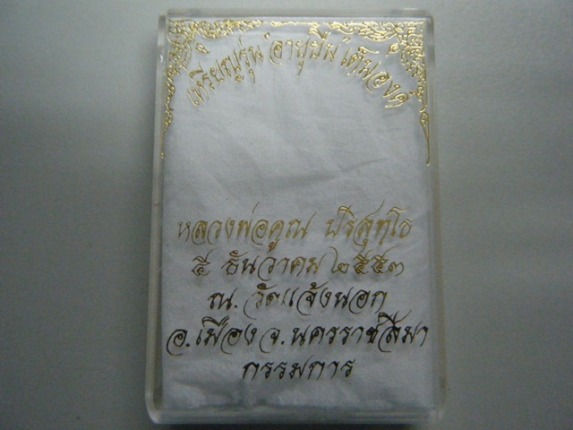 เหรียญรุ่น "อายุยืน" เต็มองค์
หลวงพ่อคูณ ปริสุทฺโธ
๕ ธันวาคม ๒๕๕๓
ณ. วัดแจ้งนอก
อ.เมือง จ.นครราชสีมา
กรรมการ